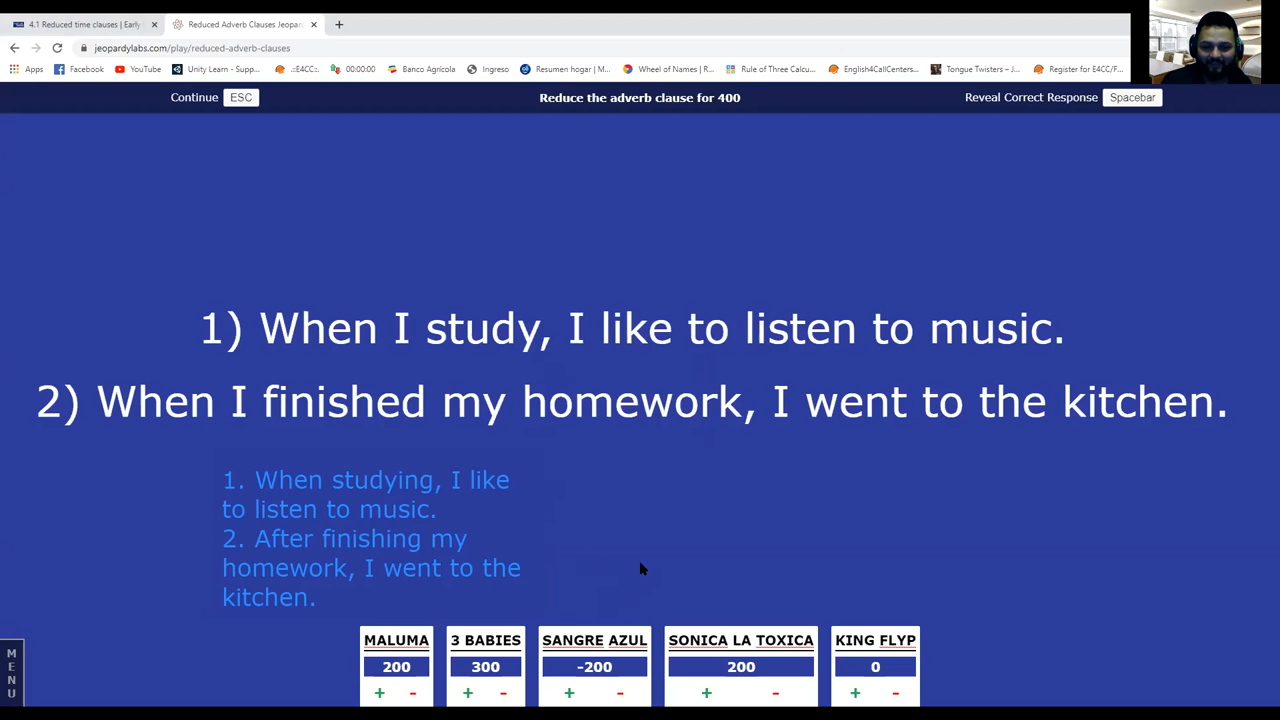 4.1 Reduced time clauses | Early
Reduced Adverb Clauses Jeopar
jeopardylabs.com/play/reduced-adverb-clauses
Apps Facebook YouTube Unity Learn - Supp... .::E4CC:. 00:00:00 Banco Agrícola Ingreso Resumen hogar | M... Wheel of Names | R... Rule of Three Calcu... English4CallCenters... Tongue Twisters – J... Register for E4CC/F...
Continue ESC Reduce the adverb clause for 400 Reveal Correct Response Spacebar
1) When I study, I like to listen to music.
2) When I finished my homework, I went to the kitchen.
1. When studying, I like
to listen to music.
2. After finishing my
homework, I went to the
kitchen.
MENU
MALUMA 3 BABIES SANGRE AZUL SONICA LA TOXICA KING FLYP
200 300 -200 200 0
+ - + - + - + - + -